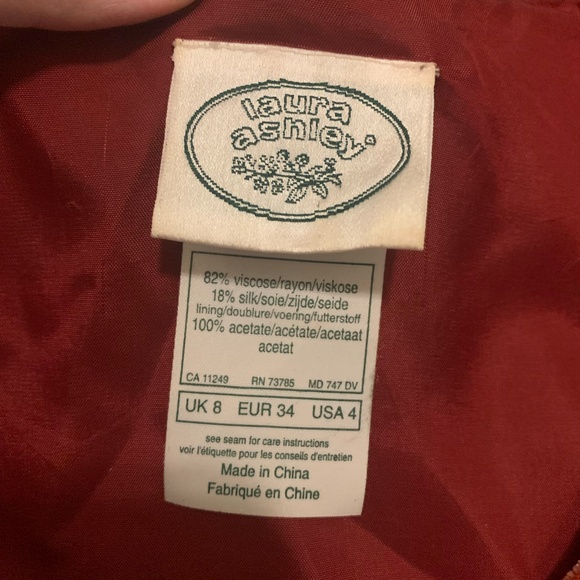 laura
ashley®
82% viscose/rayon/viskose
18% silk/soie/zijde/seide
lining/doublure/voering/futterstoff
100% acetate/acétate/acetaat
acetat
CA 11249 RN 73785 MD 747 DV
UK 8 EUR 34 USA 4
see seam for care instructions
voir l'étiquette pour les conseils d'entretien
Made in China
Fabriqué en Chine